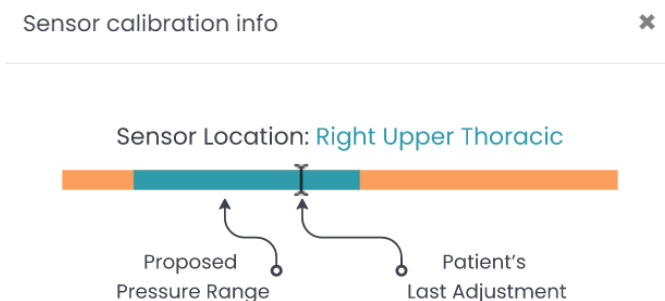 Sensor calibration info
Sensor Location: Right Upper Thoracic
Proposed
Pressure Range
Patient's
Last Adjustment